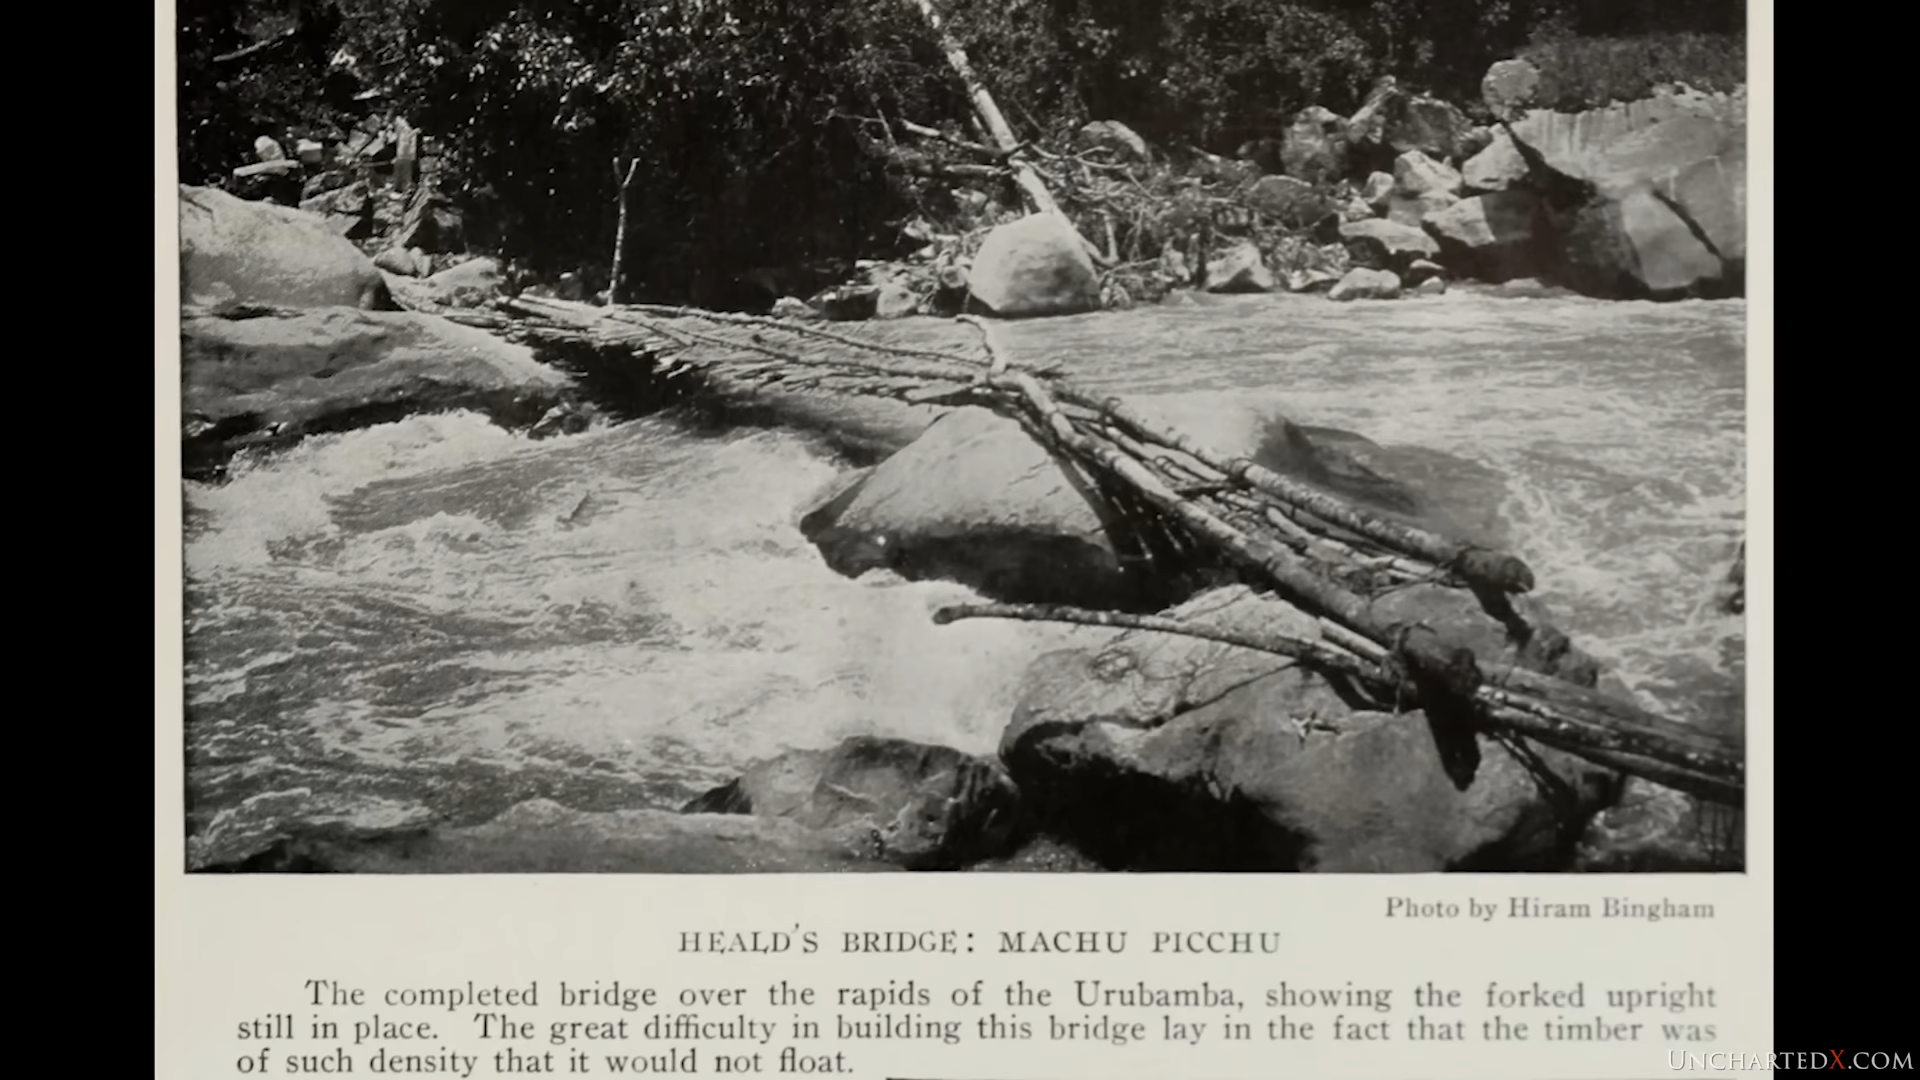 Photo by Hiram Bingham
HEALD'S BRIDGE: MACHU PICCHU
The completed bridge over the rapids of the Urubamba, showing the forked upright
still in place. The great difficulty in building this bridge lay in the fact that the timber was
of such density that it would not float.
UNCHARTEDX.COM